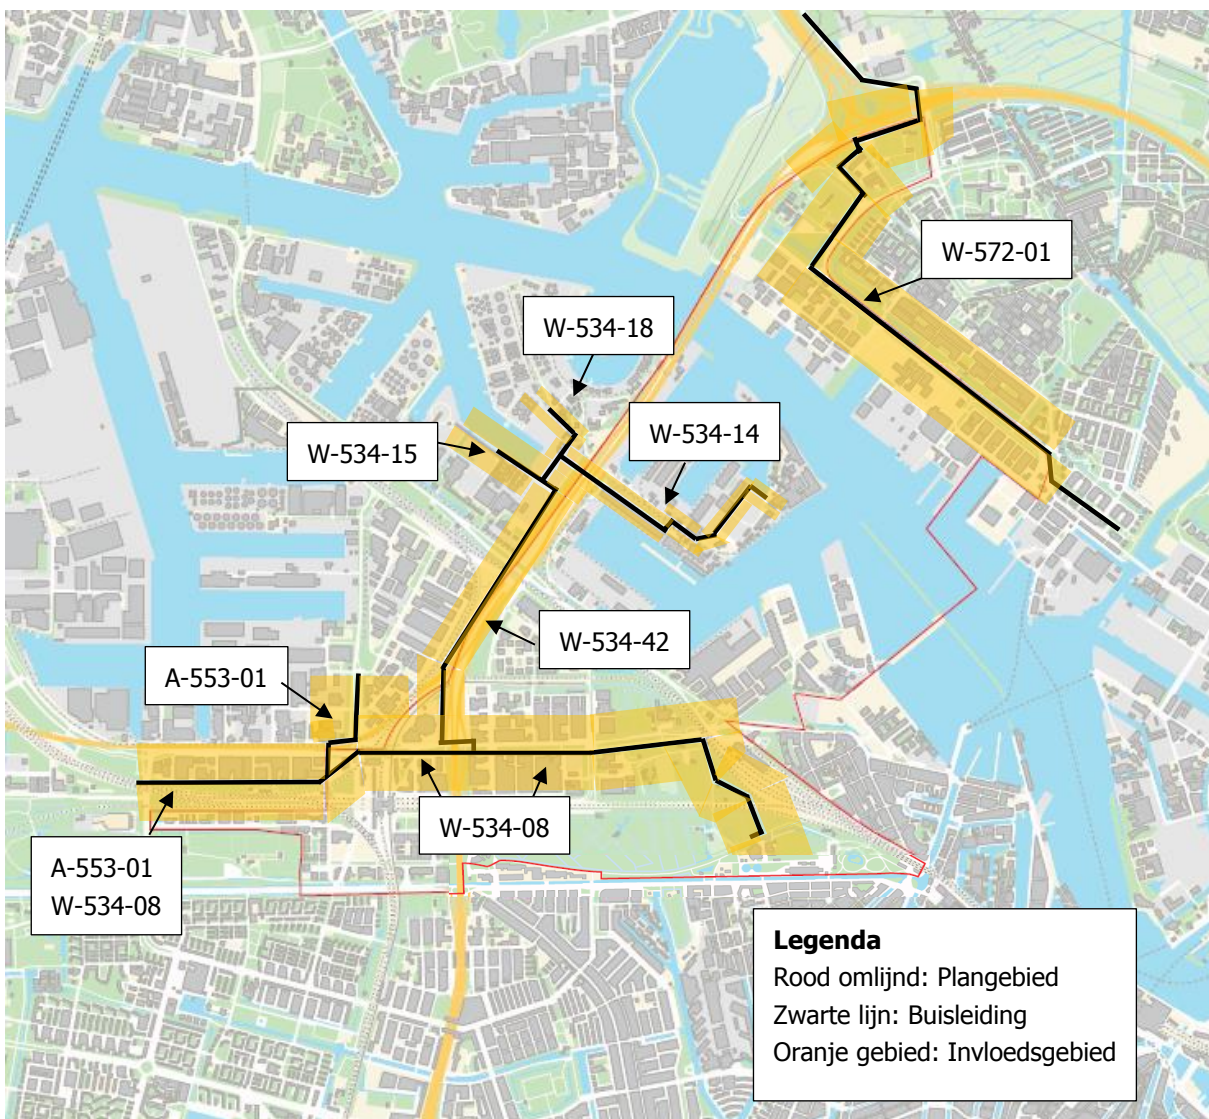 W-572-01
W-534-18
W-534-14
W-534-15
W-534-42
A-553-01
W-534-08
A-553-01
W-534-08
Legenda
Rood omlijnd: Plangebied
Zwarte lijn: Buisleiding
Oranje gebied: Invloedsgebied